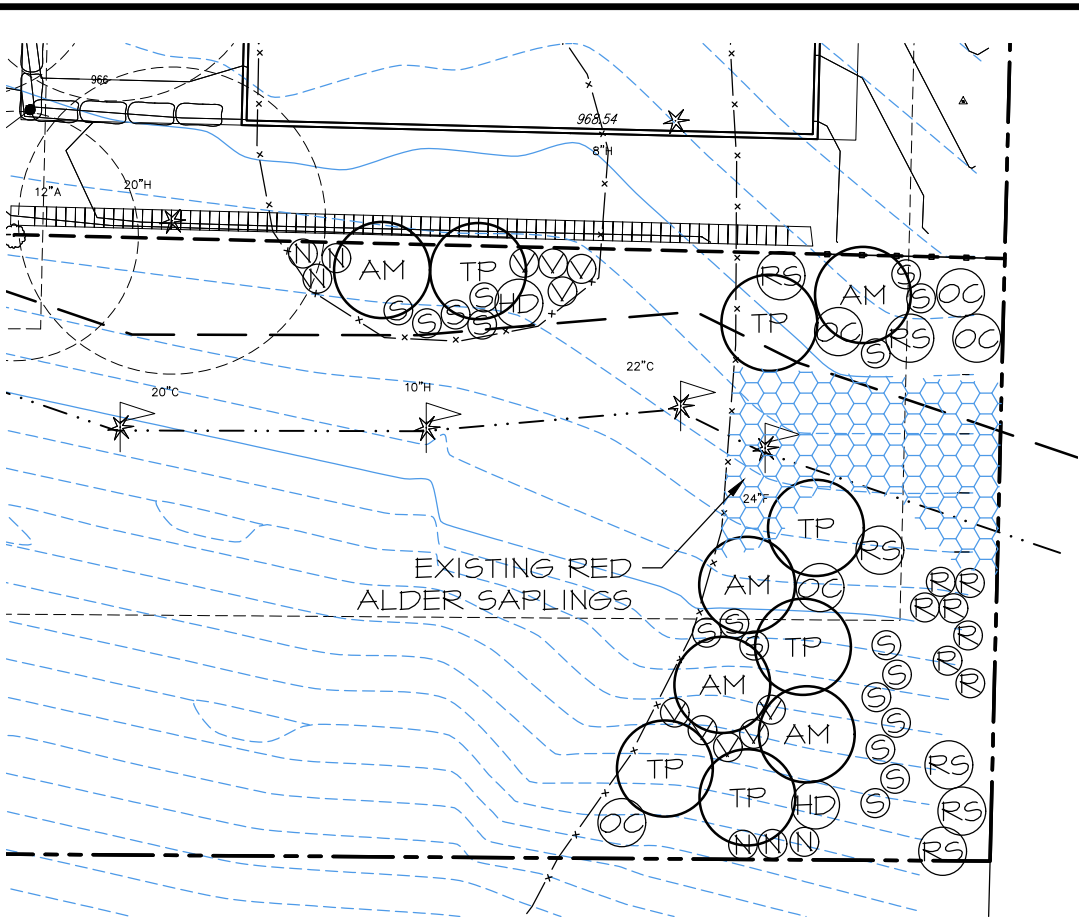 966
968.54
8"H
12"A
20"H
N
N
N
AM
TP
V
V
V
V
S
S
S
S
S
HD
RS
AM
S
S
OC
TP
OC
S
RS
OC
20"C
10"H
22"C
24"F
EXISTING RED
ALDER SAPLINGS
TP
RS
AM
OC
R
R
R
R
R
R
R
S
S
S
TP
AM
S
S
S
S
S
S
S
V
V
V
V
V
AM
TP
TP
HD
OC
N
N
N
RS
RS
RS